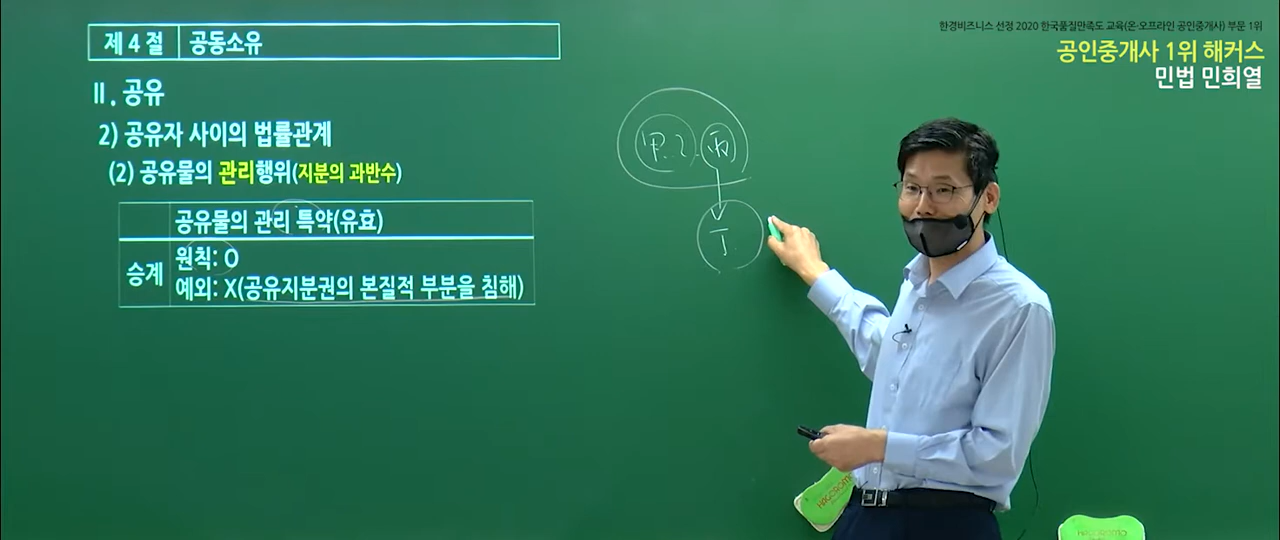 한경비즈니스 선정 2020 한국품질만족도 교육(온·오프라인 공인중개사) 부문 1위
공인중개사 1위 해커스
민법 민희열
제 4 절 공동소유
Ⅱ. 공유
2) 공유자 사이의 법률관계
(2) 공유물의 관리행위(지분의 과반수)
공유물의 관리 특약(유효)
승계
원칙: O
예외: X(공유지분권의 본질적 부분을 침해)
甲. 乙. 丙
丁
HAGOROMO